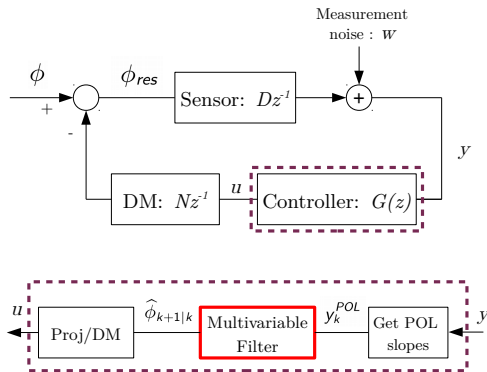 Measurement
noise : w
ϕ
ϕres
+
-
Sensor: Dz⁻¹
+
y
DM: Nz⁻¹
u
Controller: G(z)
u
Proj/DM
ϕ̂k+1|k
Multivariable
Filter
ykPOL
Get POL
slopes
y